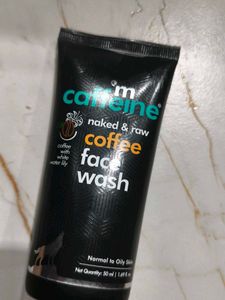 'm
caffeine
naked & raw
coffee
face
wash
coffee
with
white
water lily
Normal to Oily Skin
Net Quantity: 50 ml | 1.69 fl